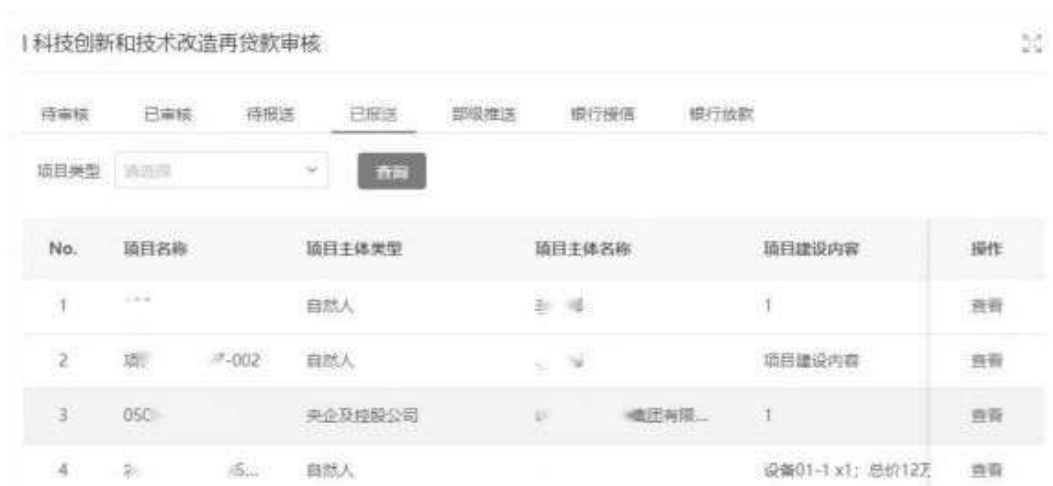 科技创新和技术改造再贷款审核
待审核 已审核 待报送 已报送 部级推送 银行授信 银行放款
项目类型 请选择 查询
No. 项目名称 项目主体类型 项目主体名称 项目建设内容 操作
1 自然人 1 查看
2 -002 自然人 项目建设内容 查看
3 050 央企及控股公司 集团有限... 1 查看
4 自然人 设备01-1 x1; 总价12万 查看